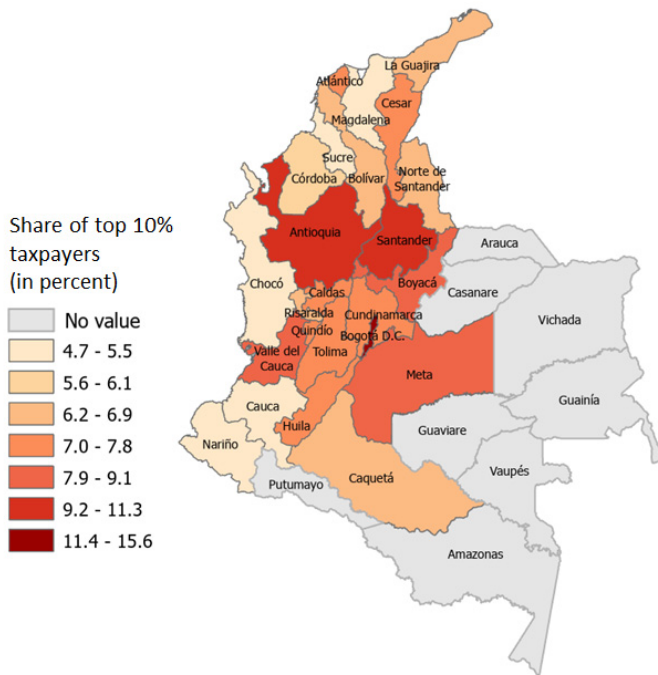 La Guajira
Atlántico
Cesar
Magdalena
Sucre
Norte de
Santander
Córdoba
Bolívar
Share of top 10%
taxpayers
(in percent)
Antioquia
Santander
Arauca
Boyacá
Casanare
Chocó
Caldas
Risaralda
Cundinamarca
Vichada
Quindío
Bogotá D.C.
Valle del
Cauca
Tolima
Meta
Guainía
Cauca
Huila
Guaviare
Nariño
Vaupés
Caquetá
Putumayo
Amazonas
No value
4.7 - 5.5
5.6 - 6.1
6.2 - 6.9
7.0 - 7.8
7.9 - 9.1
9.2 - 11.3
11.4 - 15.6